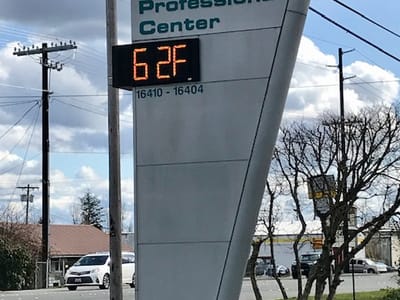 Professional
Center
62F
16410 - 16404